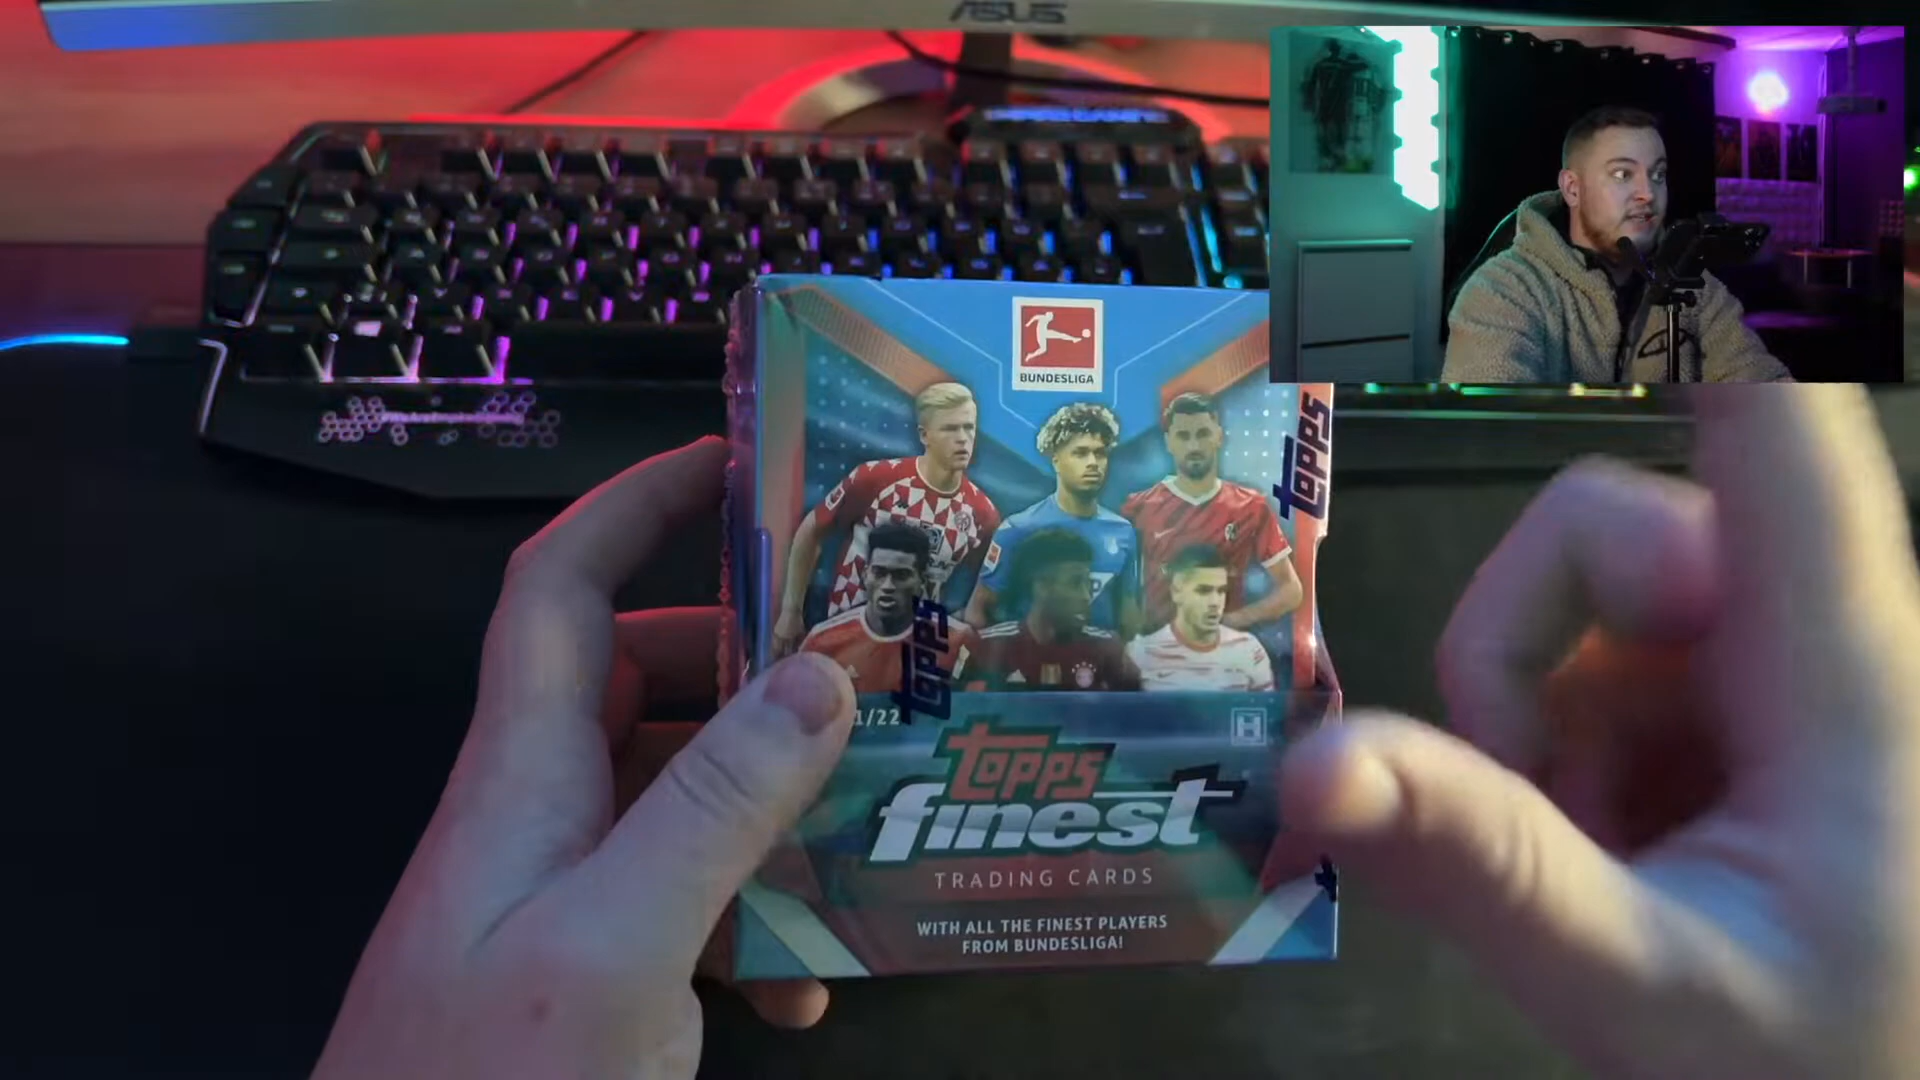 ASUS
BUNDESLIGA
topps
topps
1/22
H
topps
finest
TRADING CARDS
WITH ALL THE FINEST PLAYERS
FROM BUNDESLIGA!